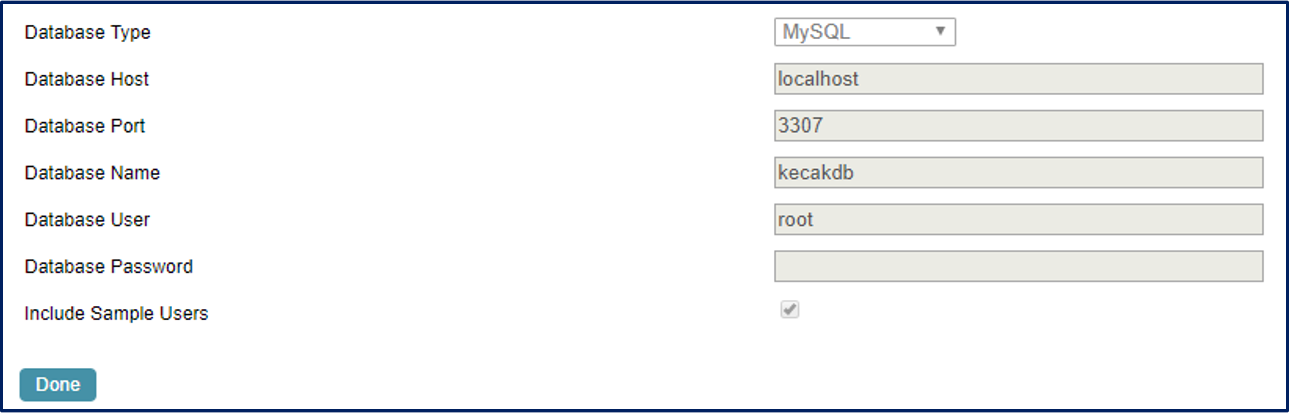 Database Type MySQL
Database Host localhost
Database Port 3307
Database Name kecakdb
Database User root
Database Password
Include Sample Users
Done